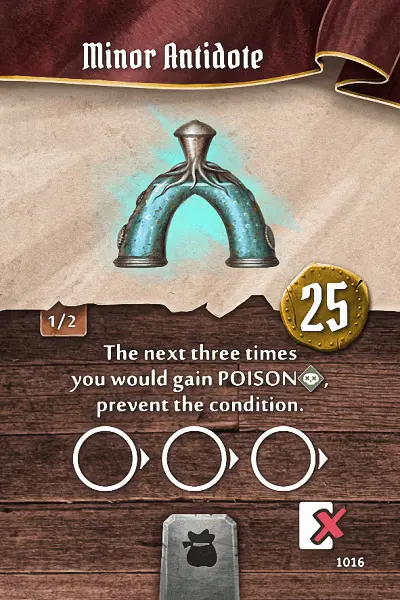 Minor Antidote
25
1/2
The next three times
you would gain POISON,
prevent the condition.
1016